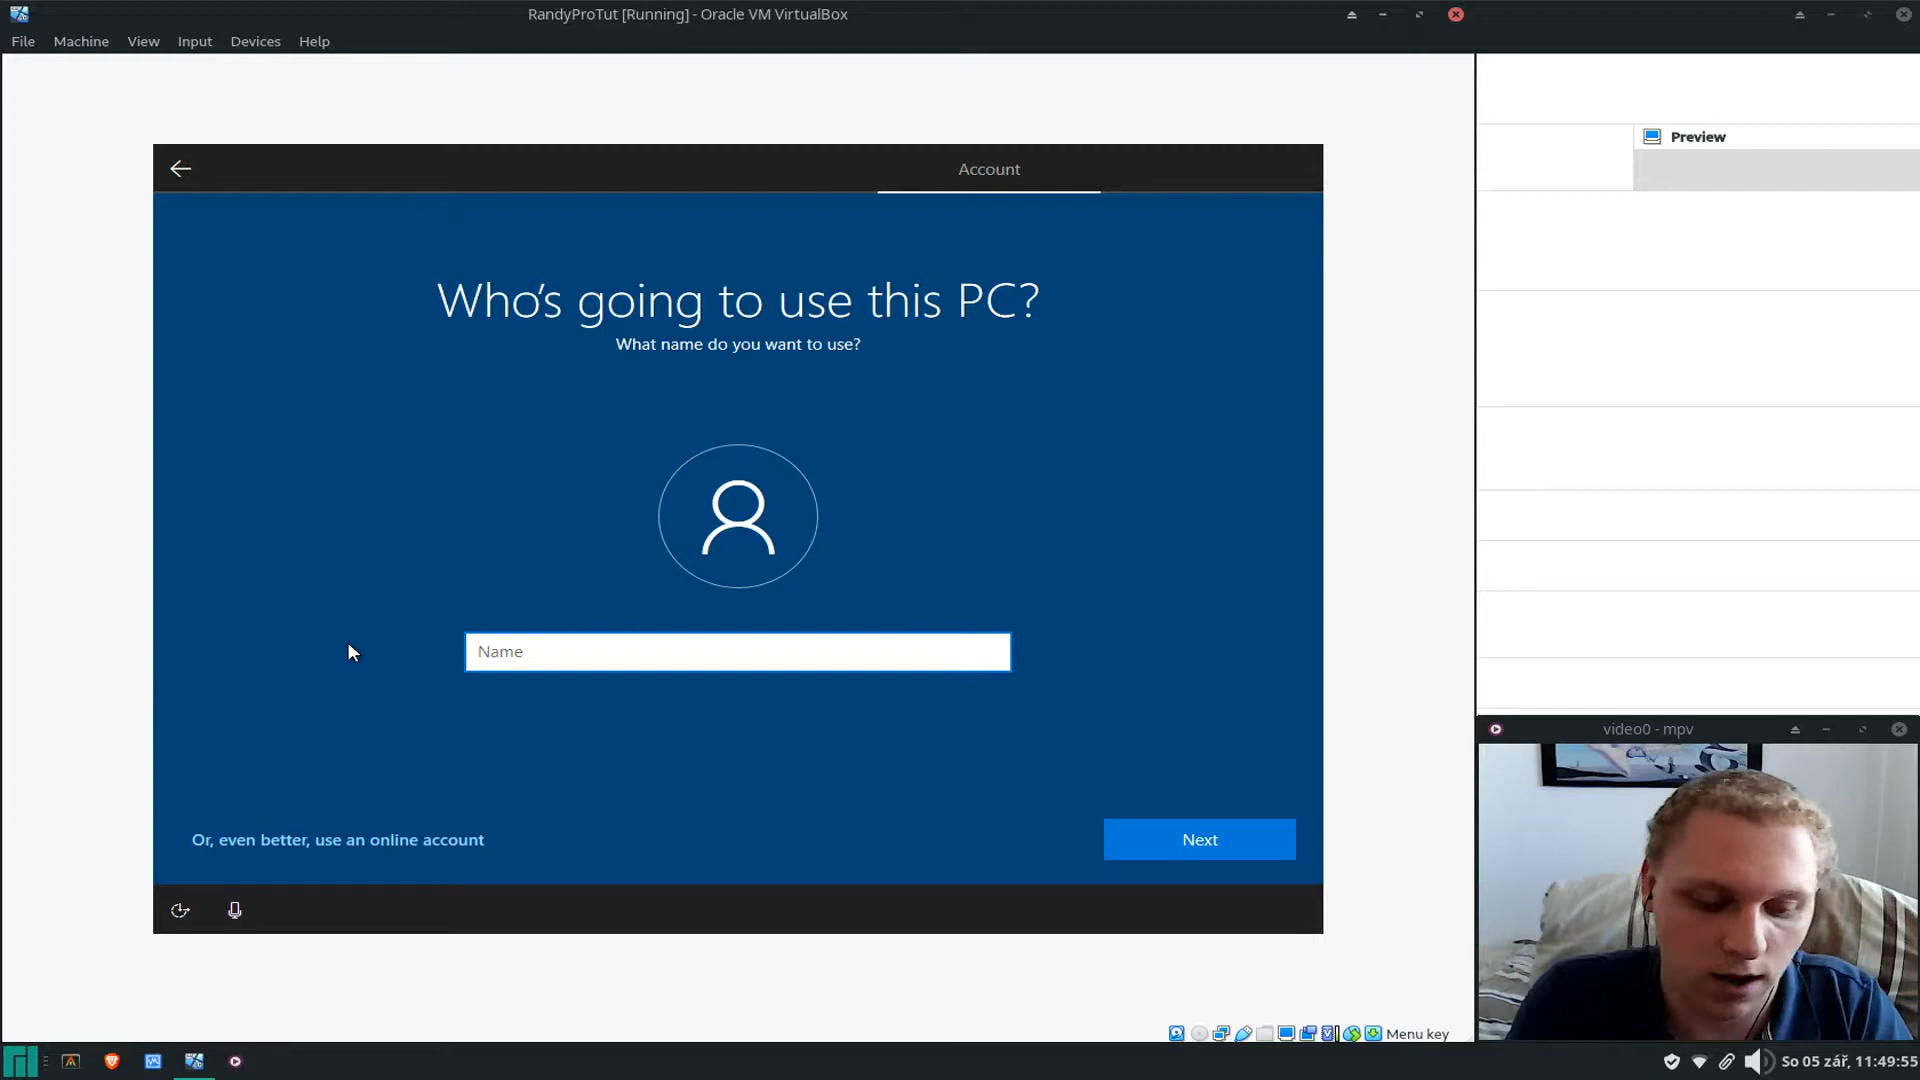 RandyProTut [Running] - Oracle VM VirtualBox
File Machine View Input Devices Help
Preview
Account
Who's going to use this PC?
What name do you want to use?
Name
Or, even better, use an online account
Next
video0 - mpv
Menu key
So 05 zář, 11:49:55